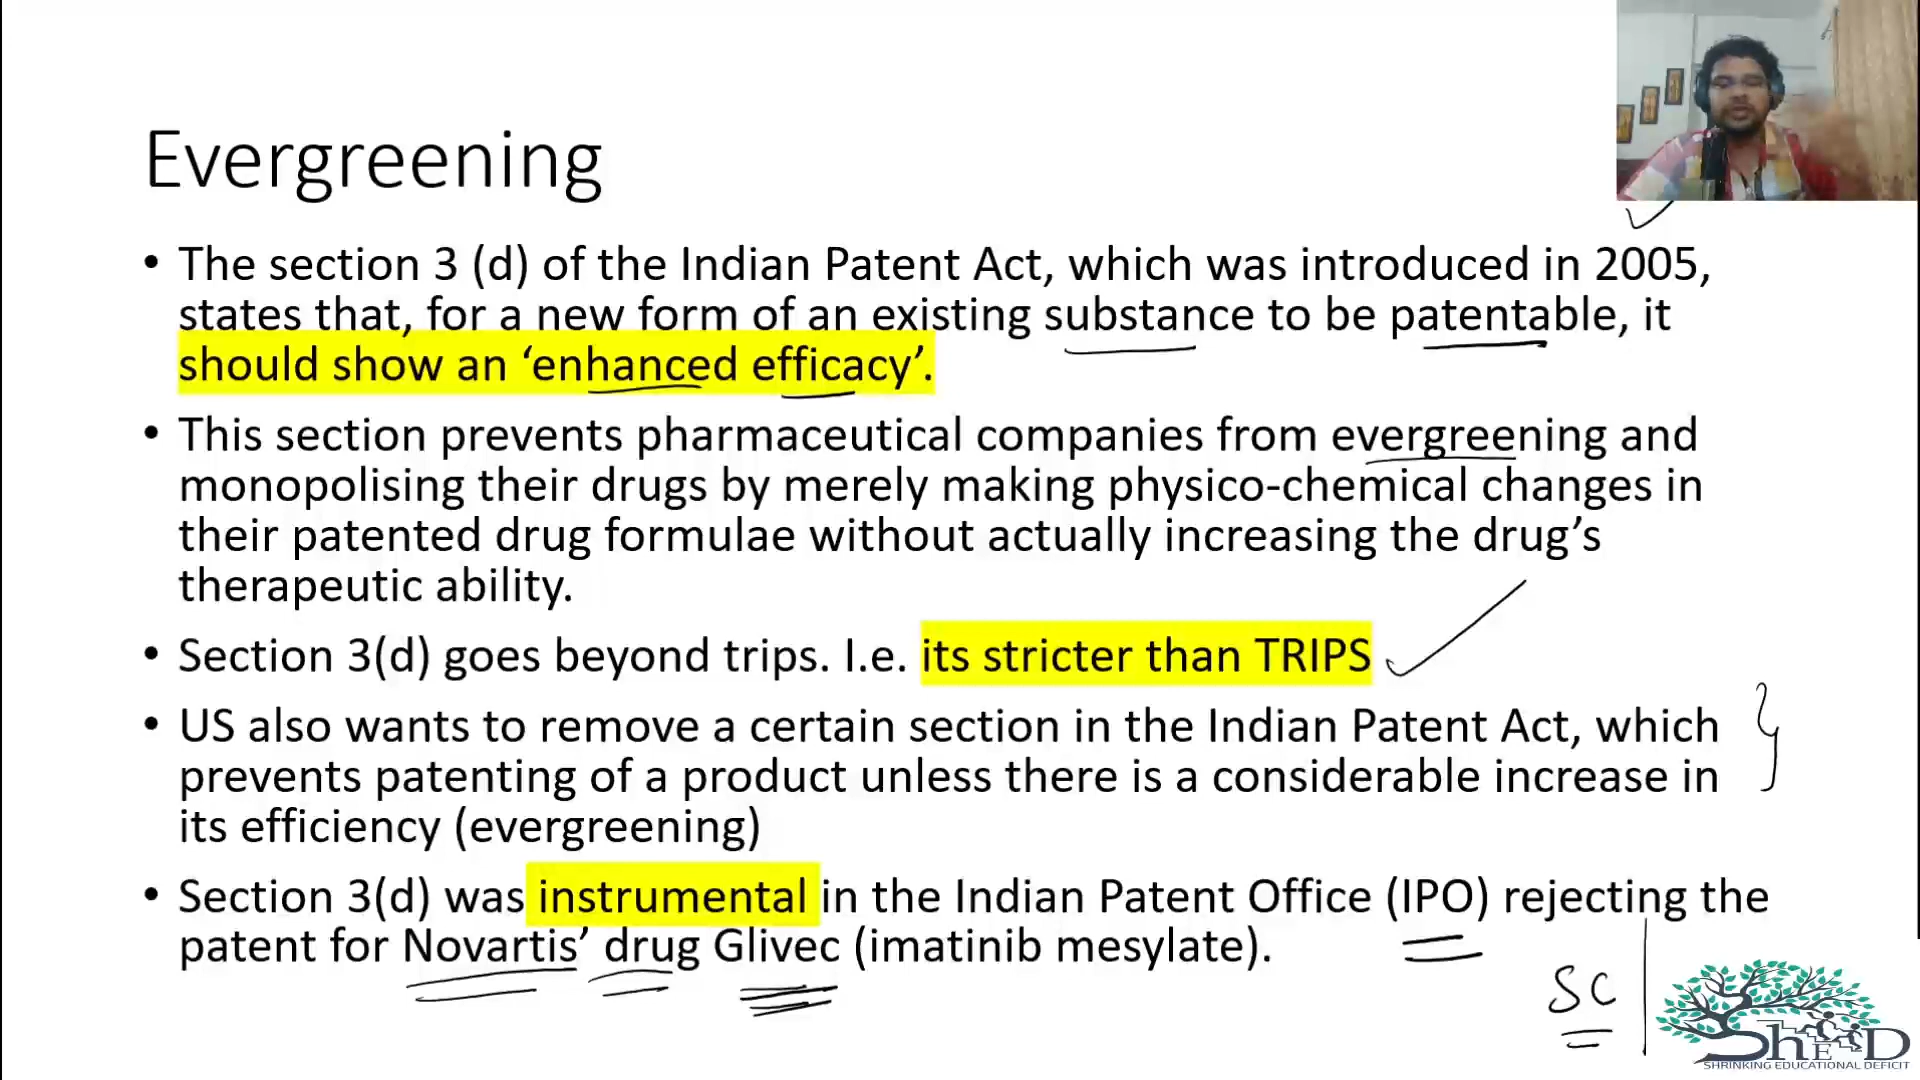 Evergreening
• The section 3 (d) of the Indian Patent Act, which was introduced in 2005,
states that, for a new form of an existing substance to be patentable, it
should show an ‘enhanced efficacy’.
• This section prevents pharmaceutical companies from evergreening and
monopolising their drugs by merely making physico-chemical changes in
their patented drug formulae without actually increasing the drug’s
therapeutic ability.
• Section 3(d) goes beyond trips. I.e. its stricter than TRIPS
• US also wants to remove a certain section in the Indian Patent Act, which
prevents patenting of a product unless there is a considerable increase in
its efficiency (evergreening)
• Section 3(d) was instrumental in the Indian Patent Office (IPO) rejecting the
patent for Novartis’ drug Glivec (imatinib mesylate).
SC
ShED
SHRINKING EDUCATIONAL DEFICIT